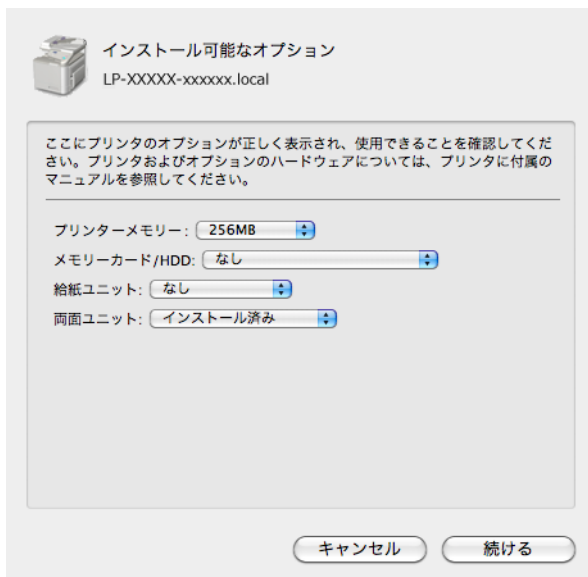 インストール可能なオプション
LP-XXXXX-xxxxxx.local
ここにプリンタのオプションが正しく表示され、使用できることを確認してくだ
さい。プリンタおよびオプションのハードウェアについては、プリンタに付属の
マニュアルを参照してください。
プリンターメモリー: 256MB
メモリーカード/HDD: なし
給紙ユニット: なし
両面ユニット: インストール済み
キャンセル 続ける